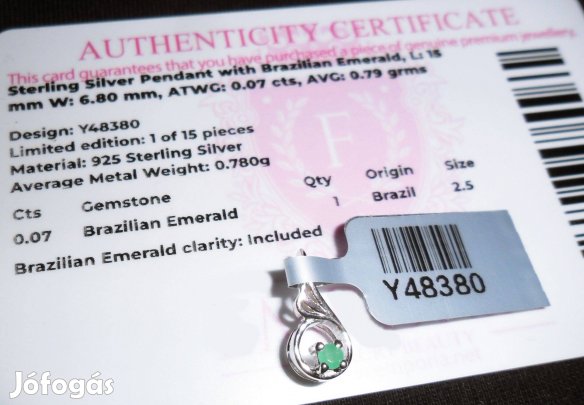 AUTHENTICITY CERTIFICATE
This card guarantees that you have purchased a piece of genuine premium jewellery.
Sterling Silver Pendant with Brazilian Emerald, L: 15
mm W: 6.80 mm, ATWG: 0.07 cts, AVG: 0.79 grms
Design: Y48380
Limited edition: 1 of 15 pieces
Material: 925 Sterling Silver
Average Metal Weight: 0.780g
Cts Gemstone Qty Origin Size
0.07 Brazilian Emerald 1 Brazil 2.5
Brazilian Emerald clarity: Included
F
Y48380
BEAUTY
Jófogás